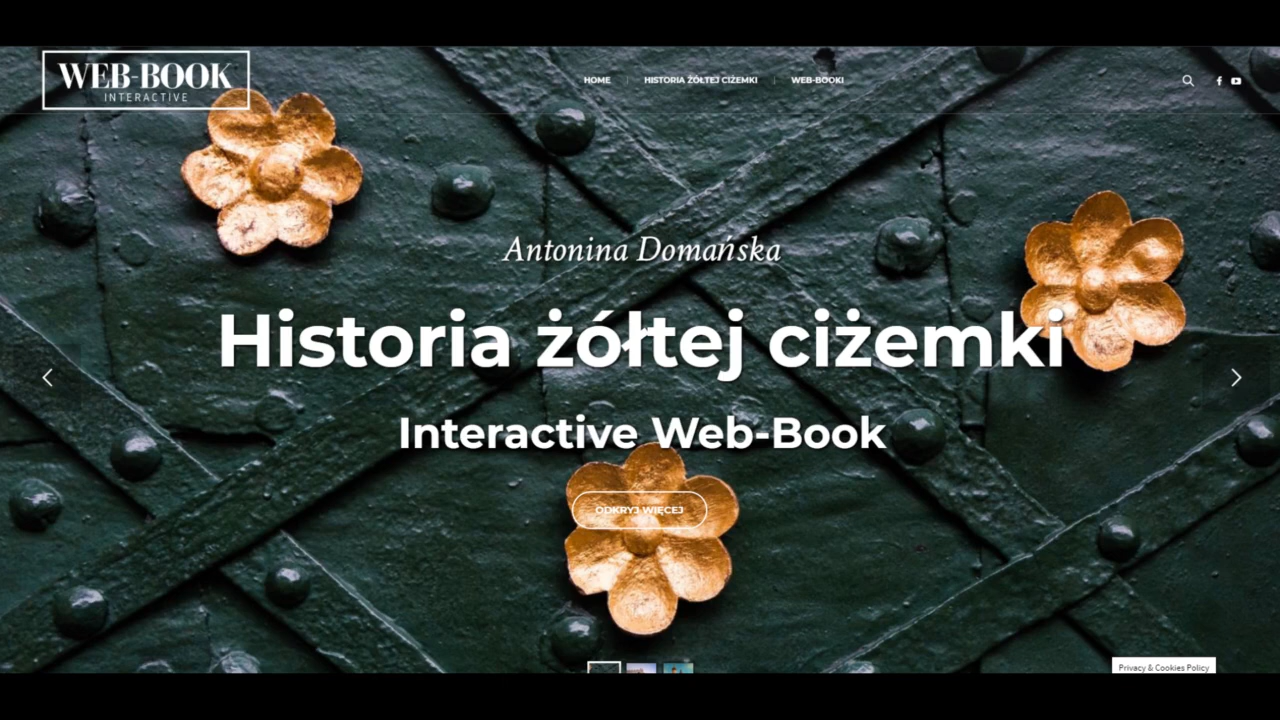 WEB-BOOK
INTERACTIVE
HOME
HISTORIA ŻÓŁTEJ CIŻEMKI
WEB-BOOKI
Antonina Domańska
Historia żółtej ciżemki
Interactive Web-Book
ODKRYJ WIĘCEJ
Privacy & Cookies Policy